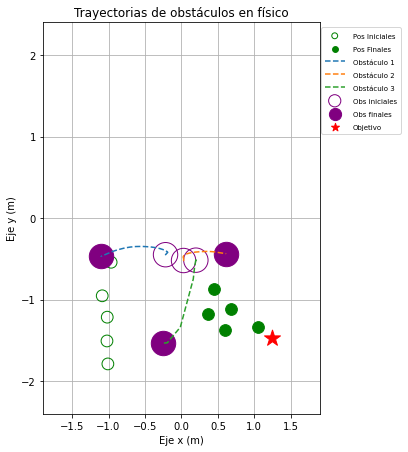 Trayectorias de obstáculos en físico
Pos Iniciales
Pos Finales
Obstáculo 1
Obstáculo 2
Obstáculo 3
Obs iniciales
Obs finales
Objetivo
Eje y (m)
2
1
0
−1
−2
−1.5 −1.0 −0.5 0.0 0.5 1.0 1.5
Eje x (m)